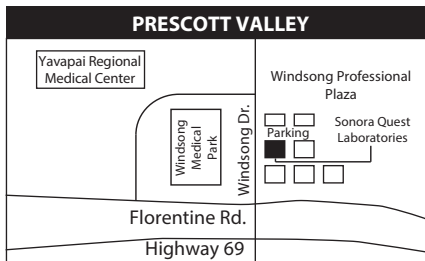 PRESCOTT VALLEY
Yavapai Regional
Medical Center
Windsong Professional
Plaza
Windsong
Medical
Park
Windsong Dr.
Parking
Sonora Quest
Laboratories
Florentine Rd.
Highway 69